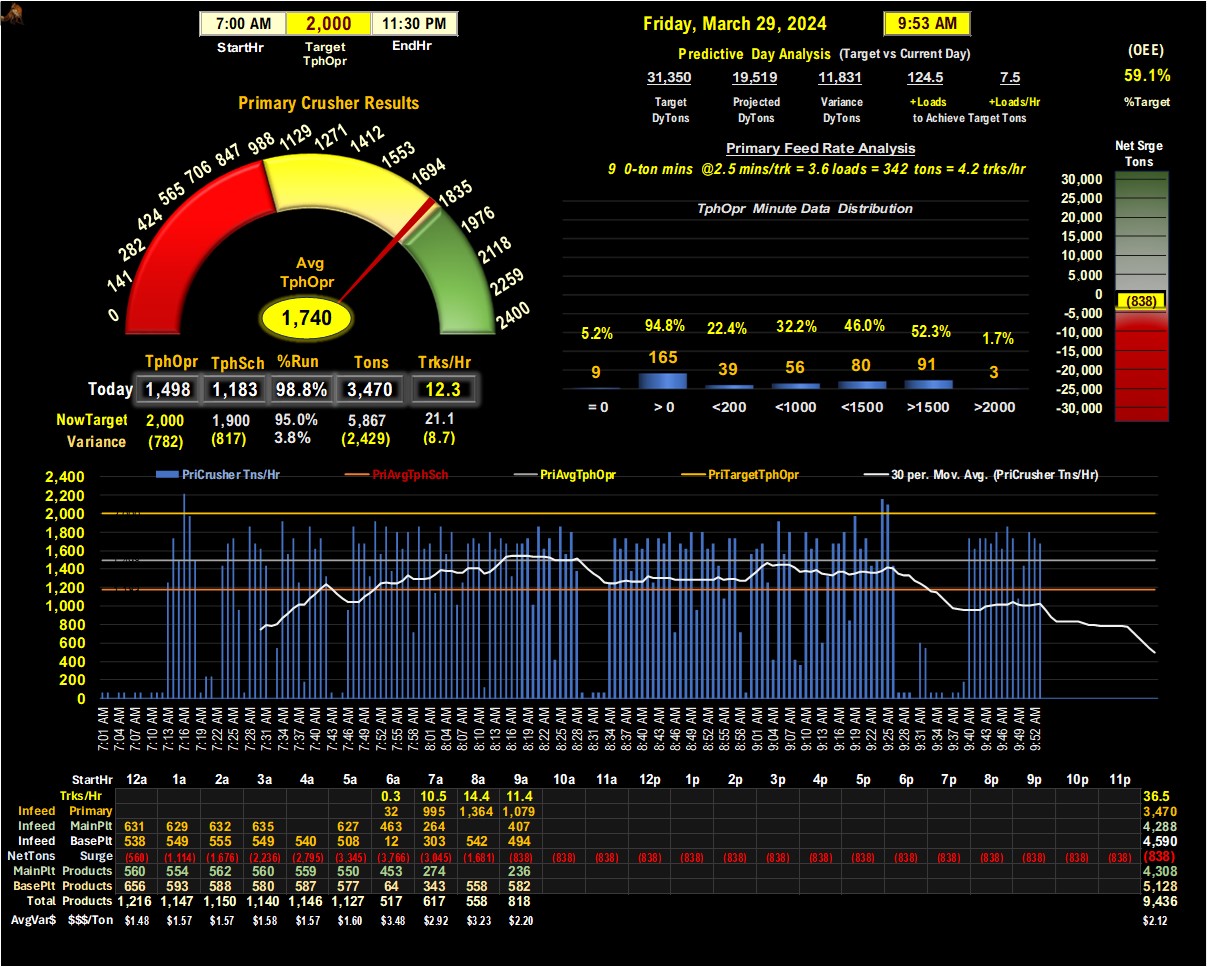 7:00 AM 2,000 11:30 PM
StartHr Target TphOpr EndHr
Friday, March 29, 2024 9:53 AM
Predictive Day Analysis (Target vs Current Day)
31,350 19,519 11,831 124.5 7.5
Target DyTons Projected DyTons Variance DyTons +Loads +Loads/Hr
to Achieve Target Tons
(OEE)
59.1%
%Target
Primary Crusher Results
0 141 282 424 565 706 847 988 1129 1271 1412 1553 1694 1835 1976 2118 2259 2400
Avg
TphOpr
1,740
Primary Feed Rate Analysis
9 0-ton mins @2.5 mins/trk = 3.6 loads = 342 tons = 4.2 trks/hr
TphOpr Minute Data Distribution
5.2% 94.8% 22.4% 32.2% 46.0% 52.3% 1.7%
9 165 39 56 80 91 3
= 0 > 0 <200 <1000 <1500 >1500 >2000
Net Srge
Tons
30,000
25,000
20,000
15,000
10,000
5,000
0
(838)
-5,000
-10,000
-15,000
-20,000
-25,000
-30,000
TphOpr TphSch %Run Tons Trks/Hr
Today 1,498 1,183 98.8% 3,470 12.3
NowTarget 2,000 1,900 95.0% 5,867 21.1
Variance (782) (817) 3.8% (2,429) (8.7)
PriCrusher Tns/Hr PriAvgTphSch PriAvgTphOpr PriTargetTphOpr 30 per. Mov. Avg. (PriCrusher Tns/Hr)
2,400
2,200
2,000
1,800
1,600
1,400
1,200
1,000
800
600
400
200
0
7:01 AM 7:04 AM 7:07 AM 7:10 AM 7:13 AM 7:16 AM 7:19 AM 7:22 AM 7:25 AM 7:28 AM 7:31 AM 7:34 AM 7:37 AM 7:40 AM 7:43 AM 7:46 AM 7:49 AM 7:52 AM 7:55 AM 7:58 AM 8:01 AM 8:04 AM 8:07 AM 8:10 AM 8:13 AM 8:16 AM 8:19 AM 8:22 AM 8:25 AM 8:28 AM 8:31 AM 8:34 AM 8:37 AM 8:40 AM 8:43 AM 8:46 AM 8:49 AM 8:52 AM 8:55 AM 8:58 AM 9:01 AM 9:04 AM 9:07 AM 9:10 AM 9:13 AM 9:16 AM 9:19 AM 9:22 AM 9:25 AM 9:28 AM 9:31 AM 9:34 AM 9:37 AM 9:40 AM 9:43 AM 9:46 AM 9:49 AM 9:52 AM
StartHr 12a 1a 2a 3a 4a 5a 6a 7a 8a 9a 10a 11a 12p 1p 2p 3p 4p 5p 6p 7p 8p 9p 10p 11p
Trks/Hr 0.3 10.5 14.4 11.4 36.5
Infeed Primary 32 995 1,364 1,079 3,470
Infeed MainPlt 631 629 632 635 627 463 264 407 4,288
Infeed BasePlt 538 549 555 549 540 508 12 303 542 494 4,590
NetTons Surge (560) (1,114) (1,676) (2,236) (2,795) (3,345) (3,766) (3,045) (1,681) (838) (838) (838) (838) (838) (838) (838) (838) (838) (838) (838) (838) (838) (838) (838) (838)
MainPlt Products 560 554 562 560 559 550 453 274 236 4,308
BasePlt Products 656 593 588 580 587 577 64 343 558 582 5,128
Total Products 1,216 1,147 1,150 1,140 1,146 1,127 517 617 558 818 9,436
AvgVar$ $$$/Ton $1.48 $1.57 $1.57 $1.58 $1.57 $1.60 $3.48 $2.92 $3.23 $2.20 $2.12